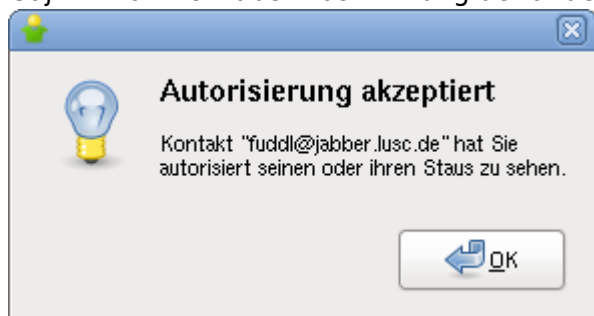 Autorisierung akzeptiert
Kontakt "fuddl@jabber.lusc.de" hat Sie
autorisiert seinen oder ihren Staus zu sehen.
OK